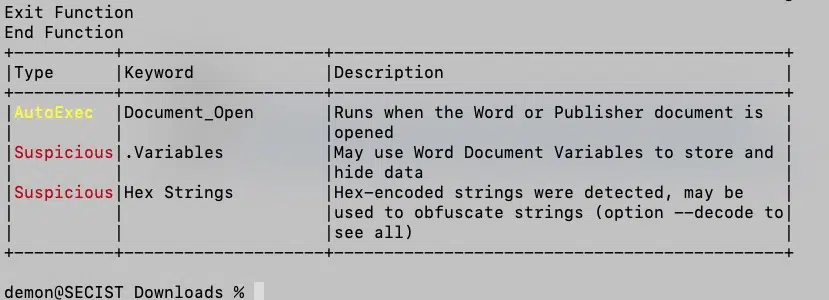 Exit Function
End Function
+----------+--------------------+---------------------------------------------+
|Type      |Keyword             |Description                                  |
+----------+--------------------+---------------------------------------------+
|AutoExec  |Document_Open       |Runs when the Word or Publisher document is  |
|          |                    |opened                                       |
|Suspicious|.Variables          |May use Word Document Variables to store and |
|          |                    |hide data                                    |
|Suspicious|Hex Strings         |Hex-encoded strings were detected, may be    |
|          |                    |used to obfuscate strings (option --decode to|
|          |                    |see all)                                     |
+----------+--------------------+---------------------------------------------+
demon@SECIST Downloads %